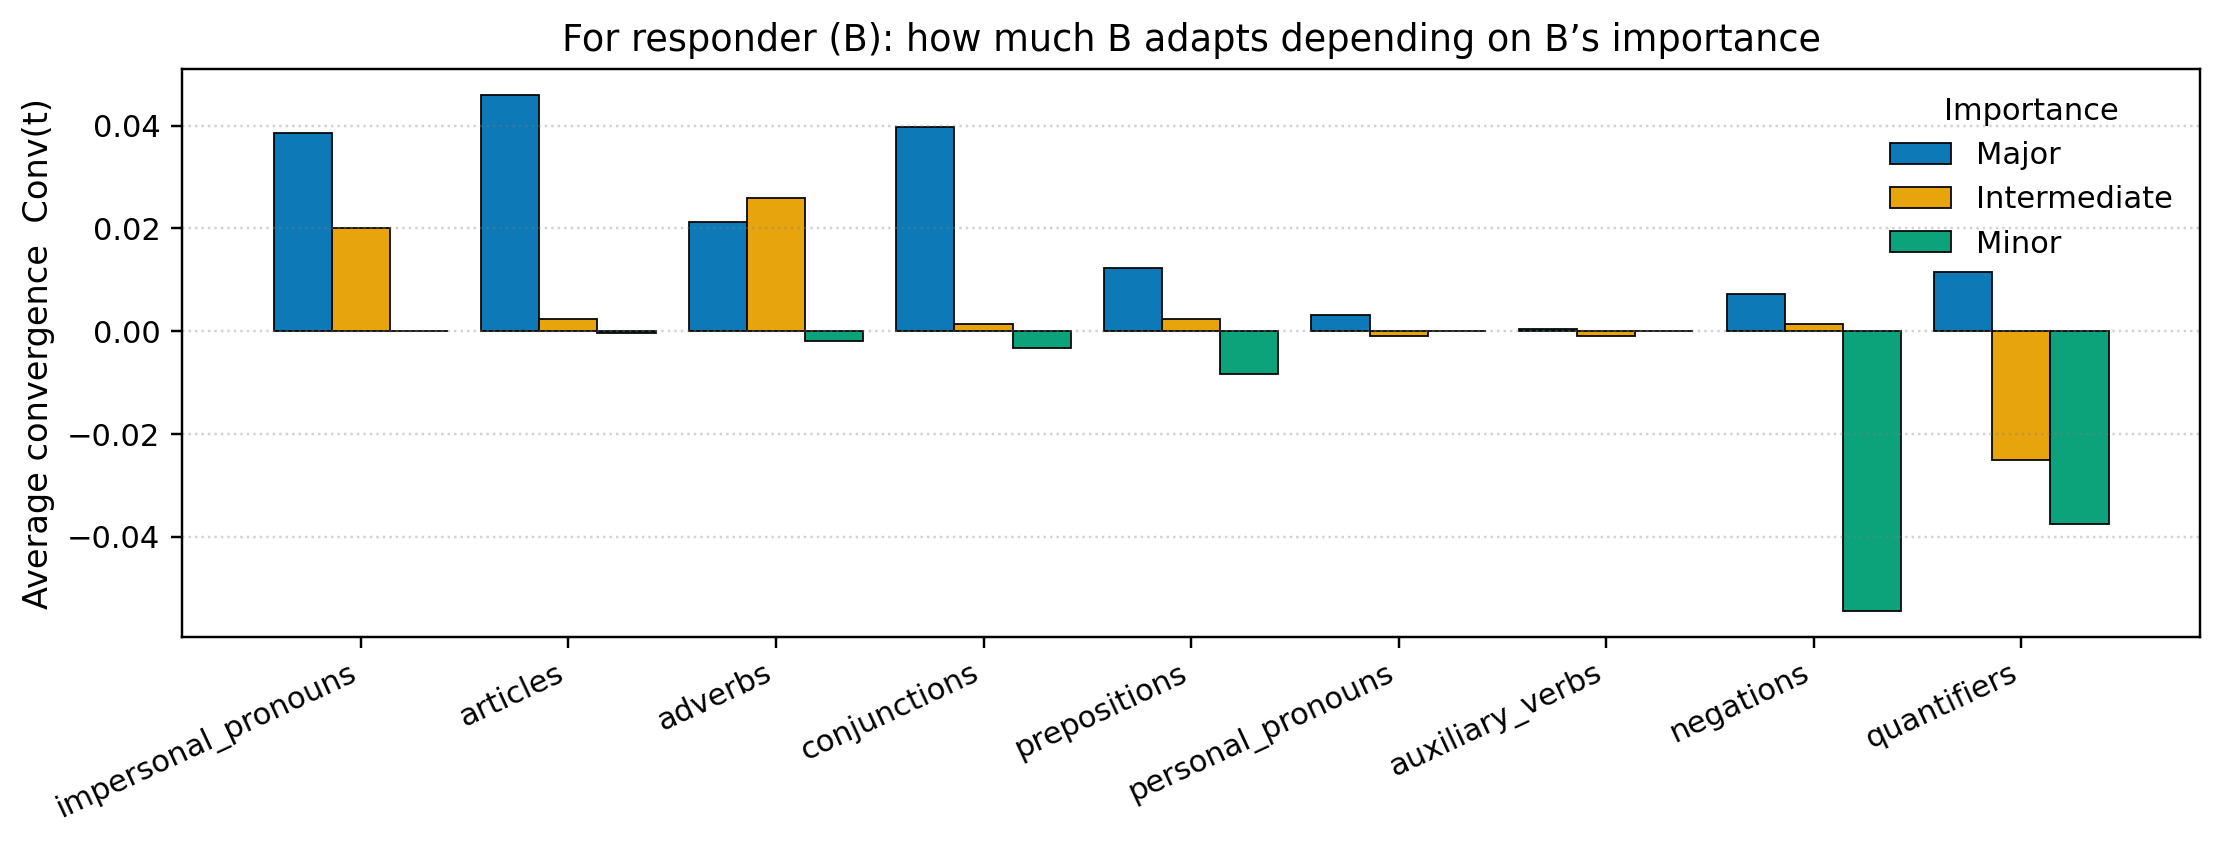 For responder (B): how much B adapts depending on B’s importance
Average convergence  Conv(t)
0.04
0.02
0.00
−0.02
−0.04
Importance
Major
Intermediate
Minor
impersonal_pronouns
articles
adverbs
conjunctions
prepositions
personal_pronouns
auxiliary_verbs
negations
quantifiers